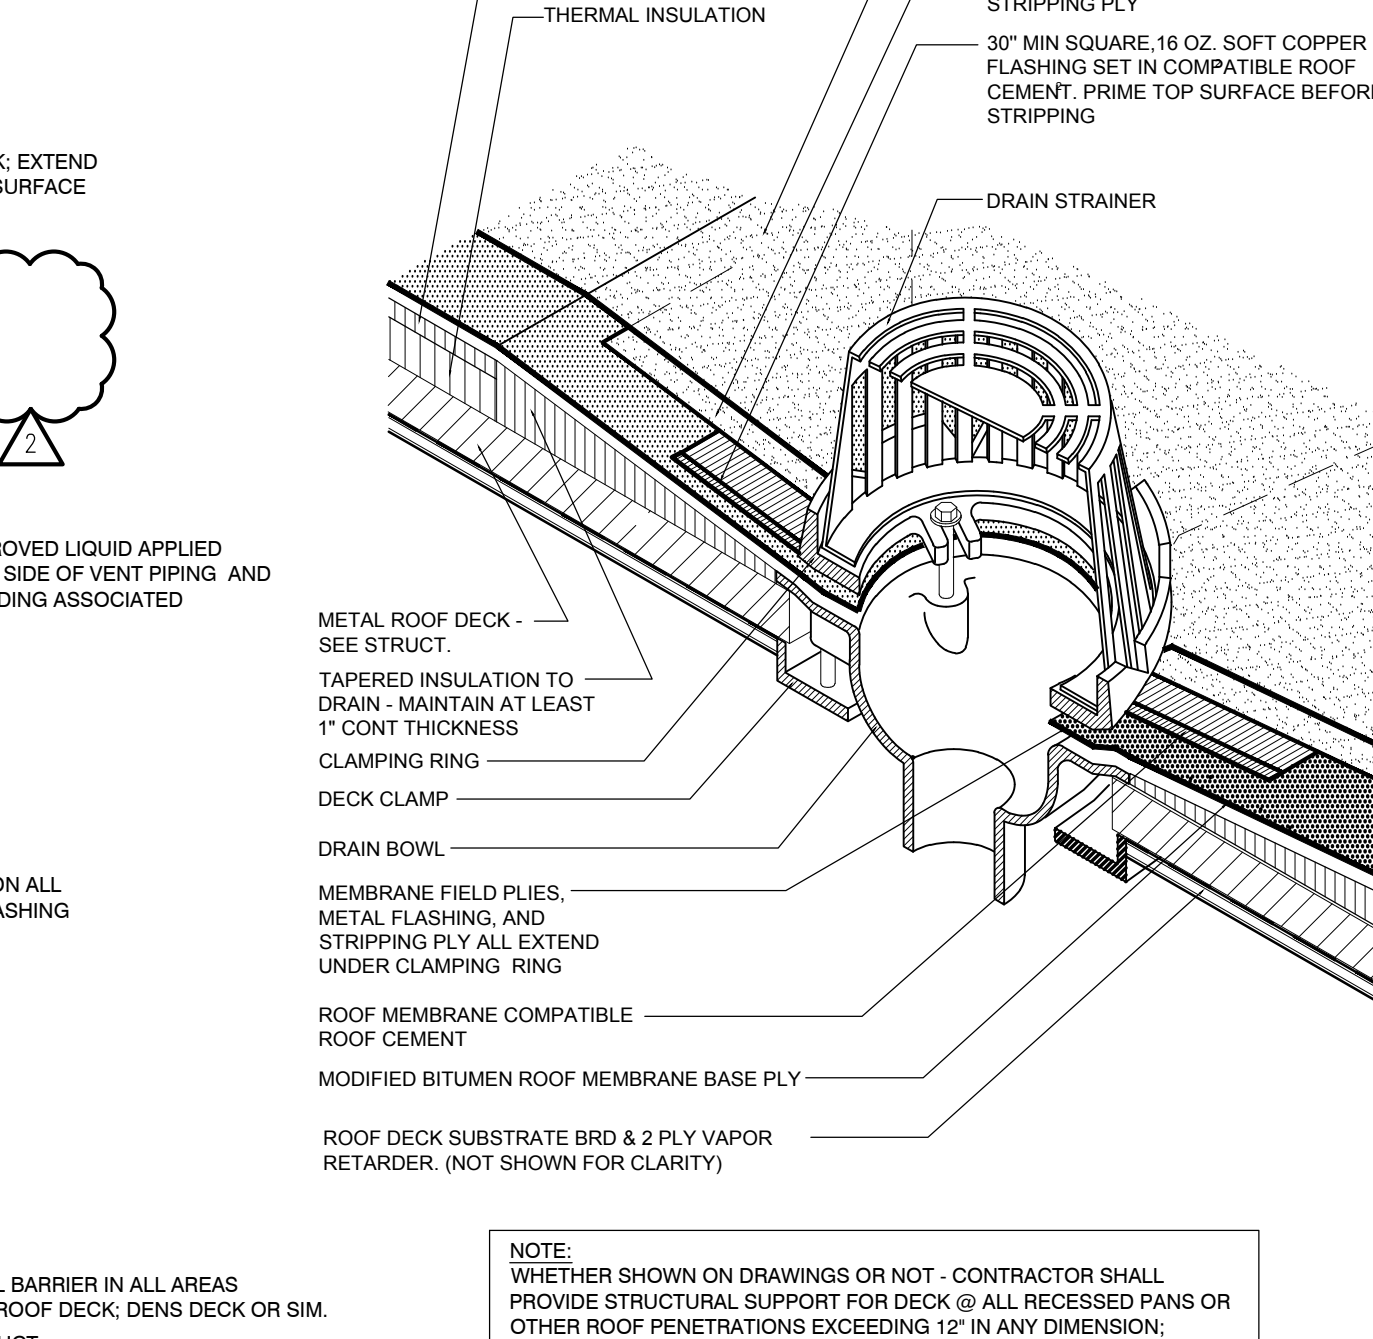 THERMAL INSULATION
STRIPPING PLY
30" MIN SQUARE,16 OZ. SOFT COPPER
FLASHING SET IN COMPATIBLE ROOF
CEMENT. PRIME TOP SURFACE BEFOR
STRIPPING
DRAIN STRAINER
; EXTEND
SURFACE
2
ROVED LIQUID APPLIED
SIDE OF VENT PIPING AND
DING ASSOCIATED
METAL ROOF DECK -
SEE STRUCT.
TAPERED INSULATION TO
DRAIN - MAINTAIN AT LEAST
1" CONT THICKNESS
CLAMPING RING
DECK CLAMP
DRAIN BOWL
ON ALL
ASHING
MEMBRANE FIELD PLIES,
METAL FLASHING, AND
STRIPPING PLY ALL EXTEND
UNDER CLAMPING RING
ROOF MEMBRANE COMPATIBLE
ROOF CEMENT
MODIFIED BITUMEN ROOF MEMBRANE BASE PLY
ROOF DECK SUBSTRATE BRD & 2 PLY VAPOR
RETARDER. (NOT SHOWN FOR CLARITY)
L BARRIER IN ALL AREAS
ROOF DECK; DENS DECK OR SIM.
NOTE:
WHETHER SHOWN ON DRAWINGS OR NOT - CONTRACTOR SHALL
PROVIDE STRUCTURAL SUPPORT FOR DECK @ ALL RECESSED PANS OR
OTHER ROOF PENETRATIONS EXCEEDING 12" IN ANY DIMENSION;